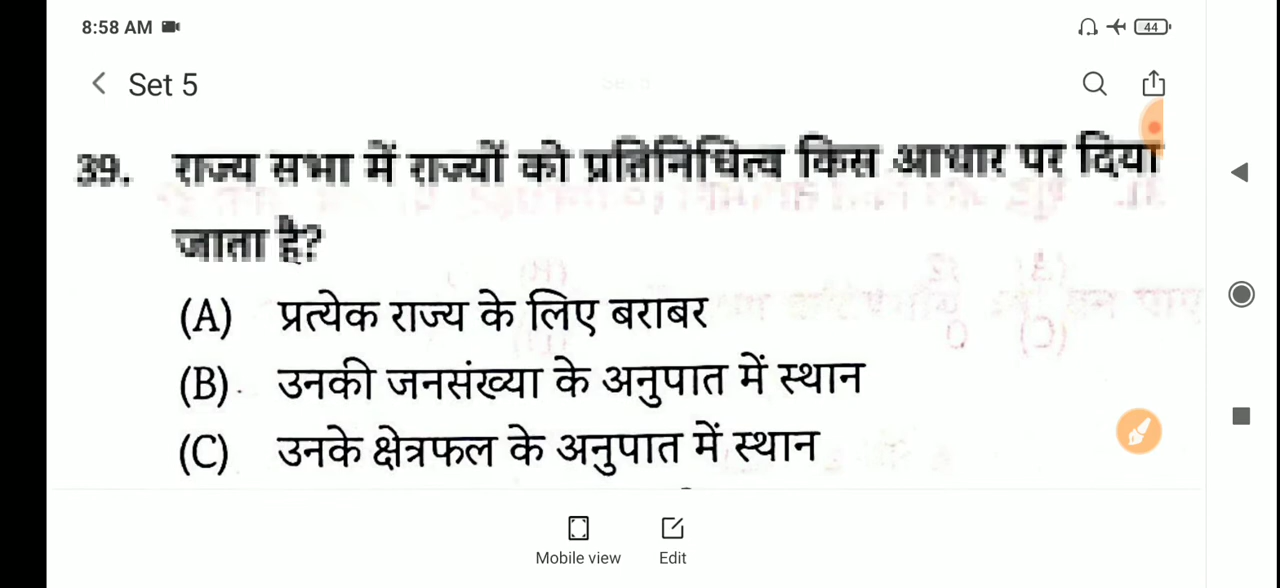 8:58 AM
44
Set 5
39. राज्य सभा में राज्यों को प्रतिनिधित्व किस आधार पर दिया
जाता है?
(A) प्रत्येक राज्य के लिए बराबर
(B) उनकी जनसंख्या के अनुपात में स्थान
(C) उनके क्षेत्रफल के अनुपात में स्थान
Mobile view
Edit